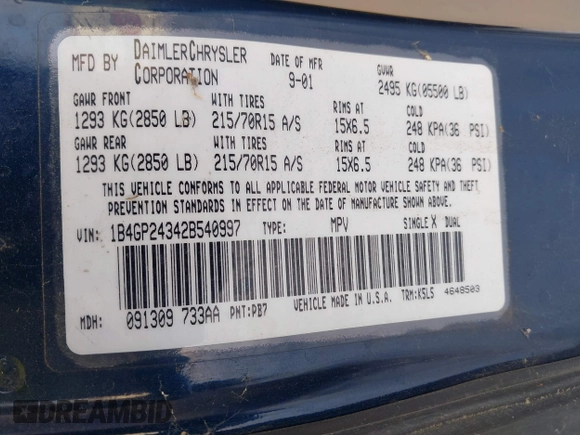 MFD BY DAIMLERCHRYSLER CORPORATION DATE OF MFR 9-01 GVWR 2495 KG(05500 LB)
GAWR FRONT WITH TIRES RIMS AT COLD
1293 KG(2850 LB) 215/70R15 A/S 15X6.5 248 KPA(36 PSI)
GAWR REAR WITH TIRES RIMS AT COLD
1293 KG(2850 LB) 215/70R15 A/S 15X6.5 248 KPA(36 PSI)
THIS VEHICLE CONFORMS TO ALL APPLICABLE FEDERAL MOTOR VEHICLE SAFETY AND THEFT
PREVENTION STANDARDS IN EFFECT ON THE DATE OF MANUFACTURE SHOWN ABOVE.
VIN: 1B4GP24342B540997 TYPE: MPV SINGLE X DUAL
MDH: 091309 733AA PNT:PB7 VEHICLE MADE IN U.S.A. TRM:K5LS 4648503
DREAMBID